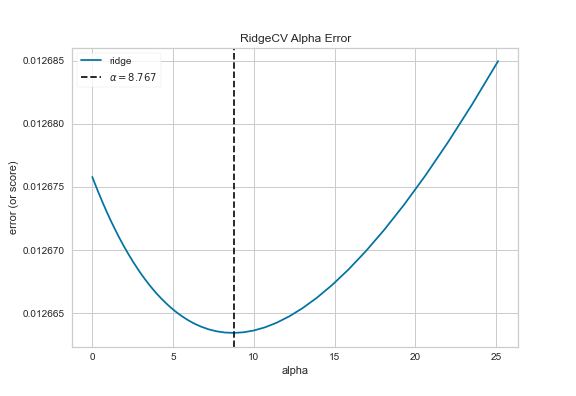 RidgeCV Alpha Error
ridge
α = 8.767
error (or score)
0.012685
0.012680
0.012675
0.012670
0.012665
0 5 10 15 20 25
alpha